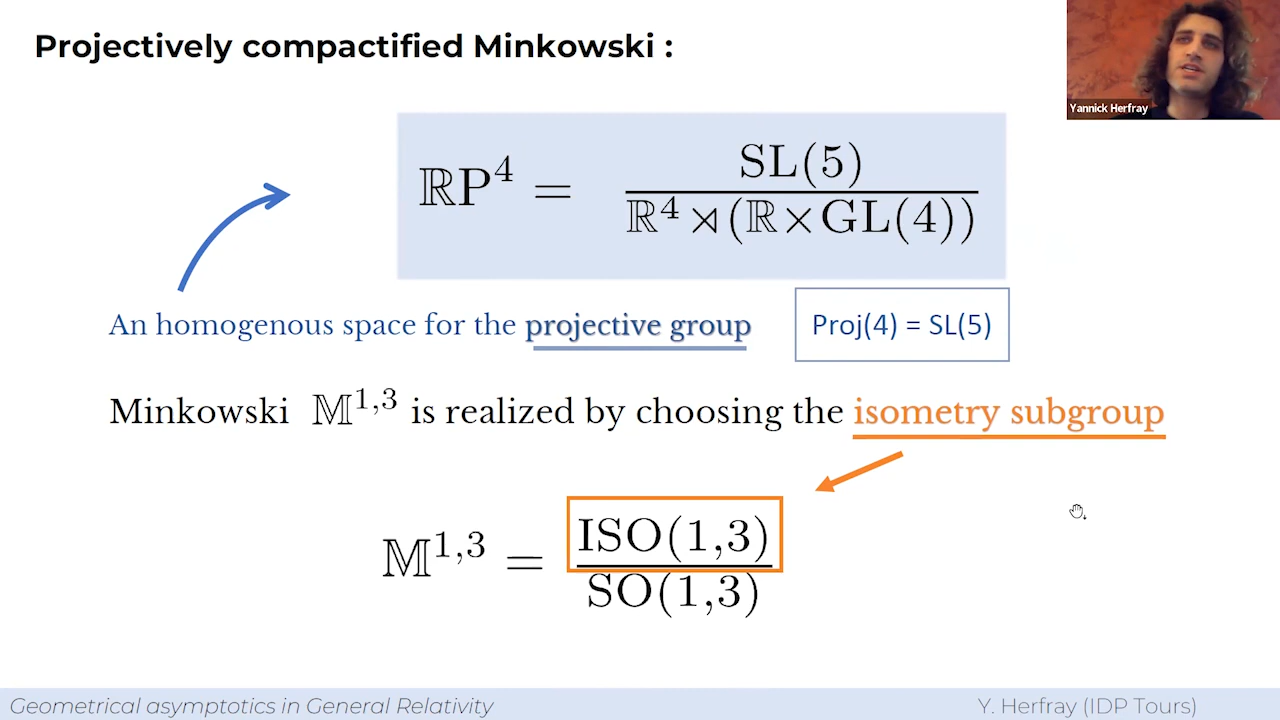 Projectively compactified Minkowski :
Yannick Herfray
ℝP⁴ = SL(5) / ℝ⁴ ⋊ (ℝ × GL(4))
An homogenous space for the projective group
Proj(4) = SL(5)
Minkowski 𝕄¹,³ is realized by choosing the isometry subgroup
𝕄¹,³ = ISO(1,3) / SO(1,3)
Geometrical asymptotics in General Relativity
Y. Herfray (IDP Tours)